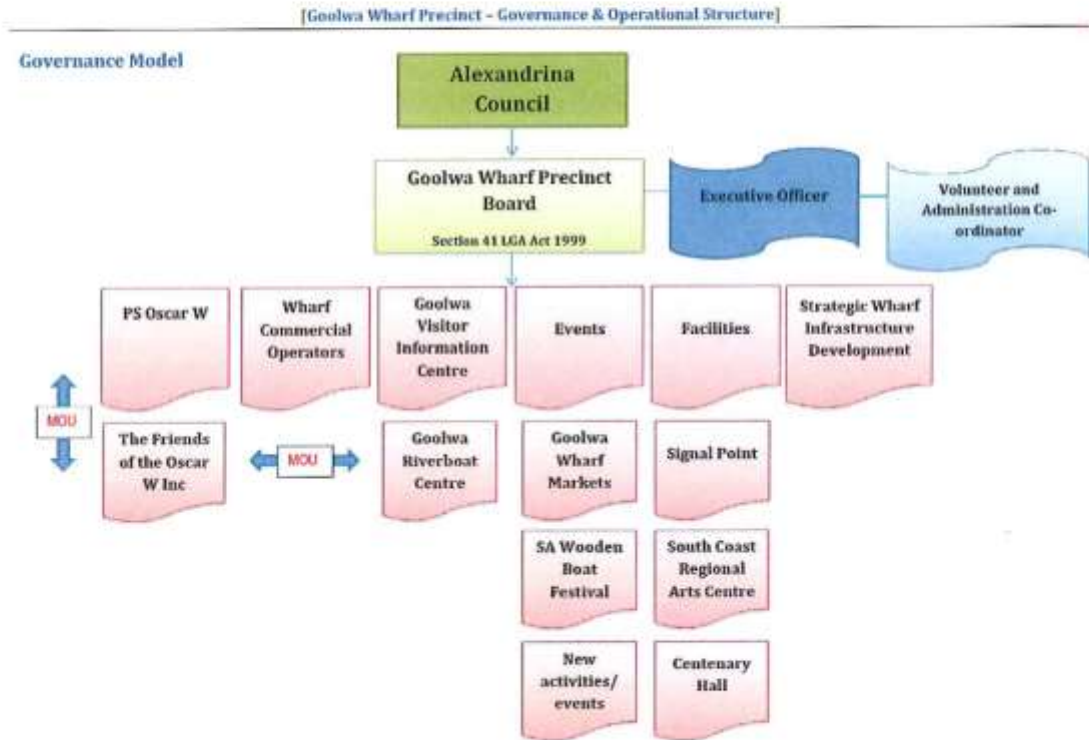 [Goolwa Wharf Precinct – Governance & Operational Structure]
Governance Model
Alexandrina
Council
Goolwa Wharf Precinct
Board
Section 41 LGA Act 1999
Executive Officer
Volunteer and
Administration Co-
ordinator
PS Oscar W
Wharf
Commercial
Operators
Goolwa
Visitor
Information
Centre
Events
Facilities
Strategic Wharf
Infrastructure
Development
MOU
The Friends
of the Oscar
W Inc
MOU
Goolwa
Riverboat
Centre
Goolwa
Wharf
Markets
Signal Point
SA Wooden
Boat
Festival
South Coast
Regional
Arts Centre
New
activities/
events
Centenary
Hall